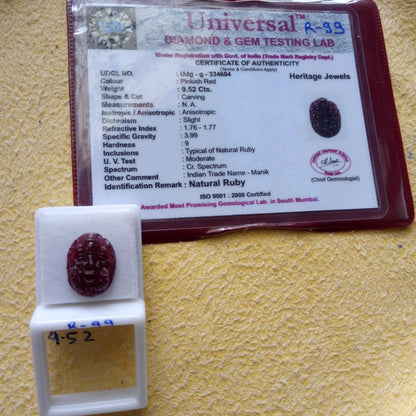 Universal™
R-99
DIAMOND & GEM TESTING LAB
Under Registration with Govt. of India (Trade Mark Registry Dept.)
CERTIFICATE OF AUTHENTICITY
(Terms & Conditions Apply)
UDGL NO. : Udg - g - 334604
Heritage Jewels
Colour : Pinkish Red
Weight : 9.52 Cts.
Shape & Cut : Carving
Measurements : N. A.
Isotropic / Anisotropic : Anisotropic
Dichroism : Slight
Refractive Index : 1.76 - 1.77
Specific Gravity : 3.99
Hardness : 9
Inclusions : Typical of Natural Ruby
U. V. Test : Moderate
Spectrum : Cr. Spectrum
Other Comment : Indian Trade Name - Manik
Identification Remark : Natural Ruby
(Chief Gemmologist)
ISO 9001 : 2008 Certified
Awarded Most Promising Gemological Lab. in South Mumbai.
R-99
9.52